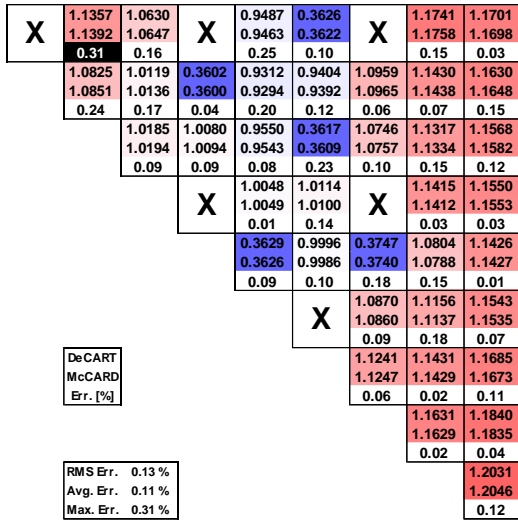 1.1357 1.0630 0.9487 0.3626 1.1741 1.1701
X 1.1392 1.0647 X 0.9463 0.3622 X 1.1758 1.1698
0.31 0.16 0.25 0.10 0.15 0.03
1.0825 1.0119 0.3602 0.9312 0.9404 1.0959 1.1430 1.1630
1.0851 1.0136 0.3600 0.9294 0.9392 1.0965 1.1438 1.1648
0.24 0.17 0.04 0.20 0.12 0.06 0.07 0.15
1.0185 1.0080 0.9550 0.3617 1.0746 1.1317 1.1568
1.0194 1.0094 0.9543 0.3609 1.0757 1.1334 1.1582
0.09 0.09 0.08 0.23 0.10 0.15 0.12
1.0048 1.0114 1.1415 1.1550
X 1.0049 1.0100 X 1.1412 1.1553
0.01 0.14 0.03 0.03
0.3629 0.9996 0.3747 1.0804 1.1426
0.3626 0.9986 0.3740 1.0788 1.1427
0.09 0.10 0.18 0.15 0.01
1.0870 1.1156 1.1543
X 1.0860 1.1137 1.1535
0.09 0.18 0.07
DeCART 1.1241 1.1431 1.1685
McCARD 1.1247 1.1429 1.1673
Err. [%] 0.06 0.02 0.11
1.1631 1.1840
1.1629 1.1835
0.02 0.04
RMS Err. 0.13 % 1.2031
Avg. Err. 0.11 % 1.2046
Max. Err. 0.31 % 0.12